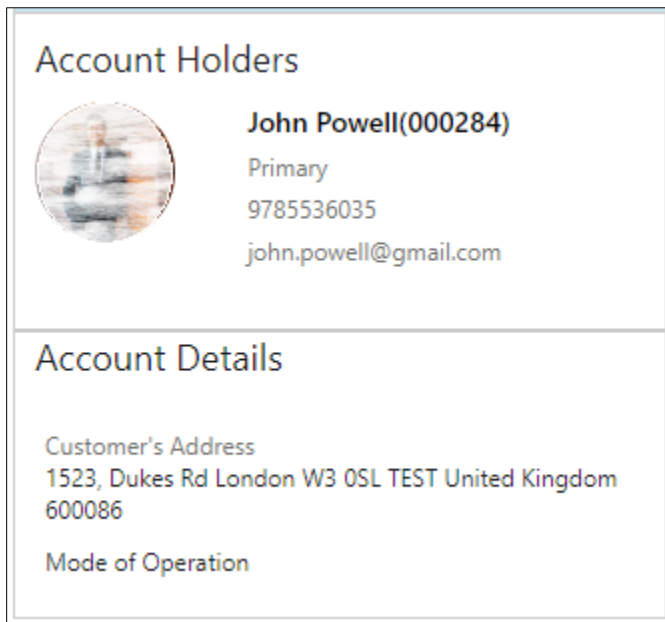 Account Holders
John Powell(000284)
Primary
9785536035
john.powell@gmail.com
Account Details
Customer's Address
1523, Dukes Rd London W3 0SL TEST United Kingdom
600086
Mode of Operation